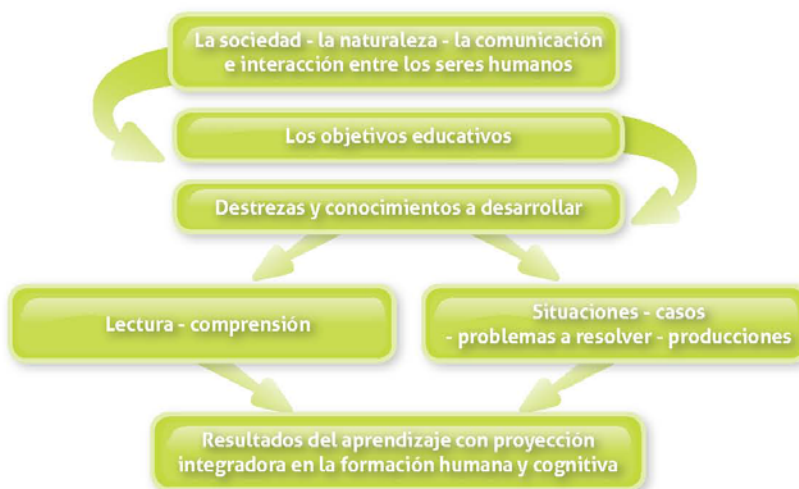 La sociedad - la naturaleza - la comunicación
e interacción entre los seres humanos
Los objetivos educativos
Destrezas y conocimientos a desarrollar
Lectura - comprensión
Situaciones - casos
- problemas a resolver - producciones
Resultados del aprendizaje con proyección
integradora en la formación humana y cognitiva